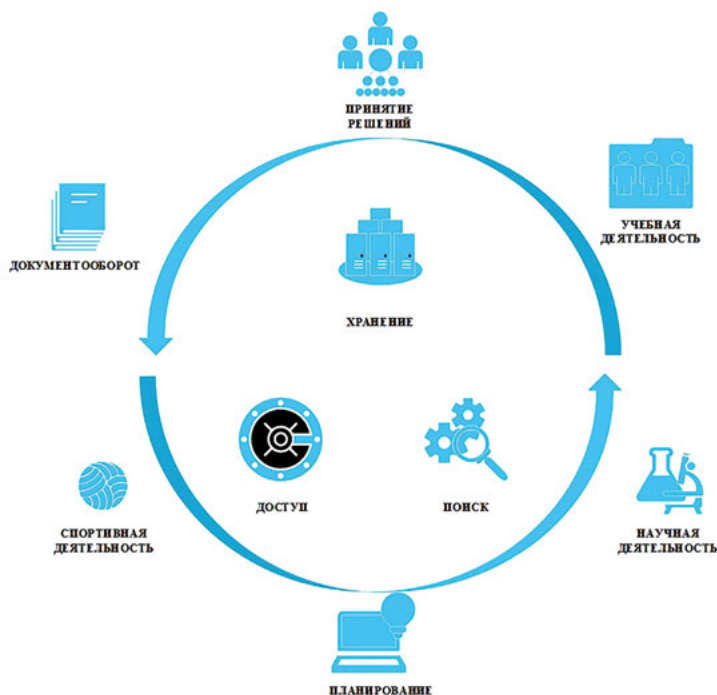 ПРИНЯТИЕ
РЕШЕНИЙ
УЧЕБНАЯ
ДЕЯТЕЛЬНОСТЬ
ДОКУМЕНТООБОРОТ
ХРАНЕНИЕ
ДОСТУП
ПОИСК
СПОРТИВНАЯ
ДЕЯТЕЛЬНОСТЬ
НАУЧНАЯ
ДЕЯТЕЛЬНОСТЬ
ПЛАНИРОВАНИЕ